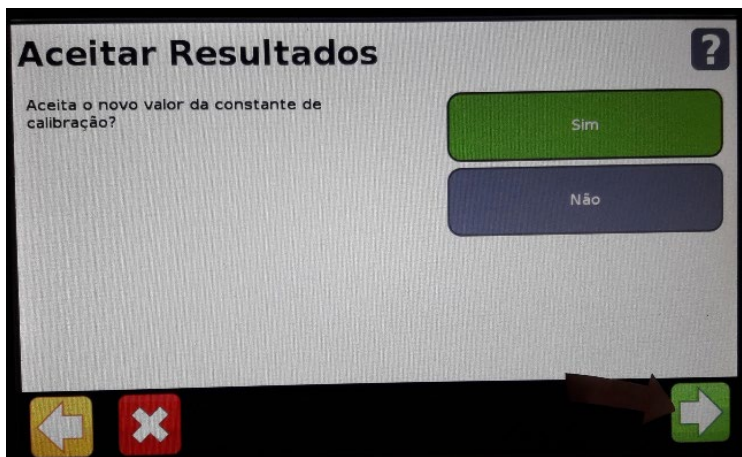 Aceitar Resultados
?
Aceita o novo valor da constante de
calibração?
Sim
Não